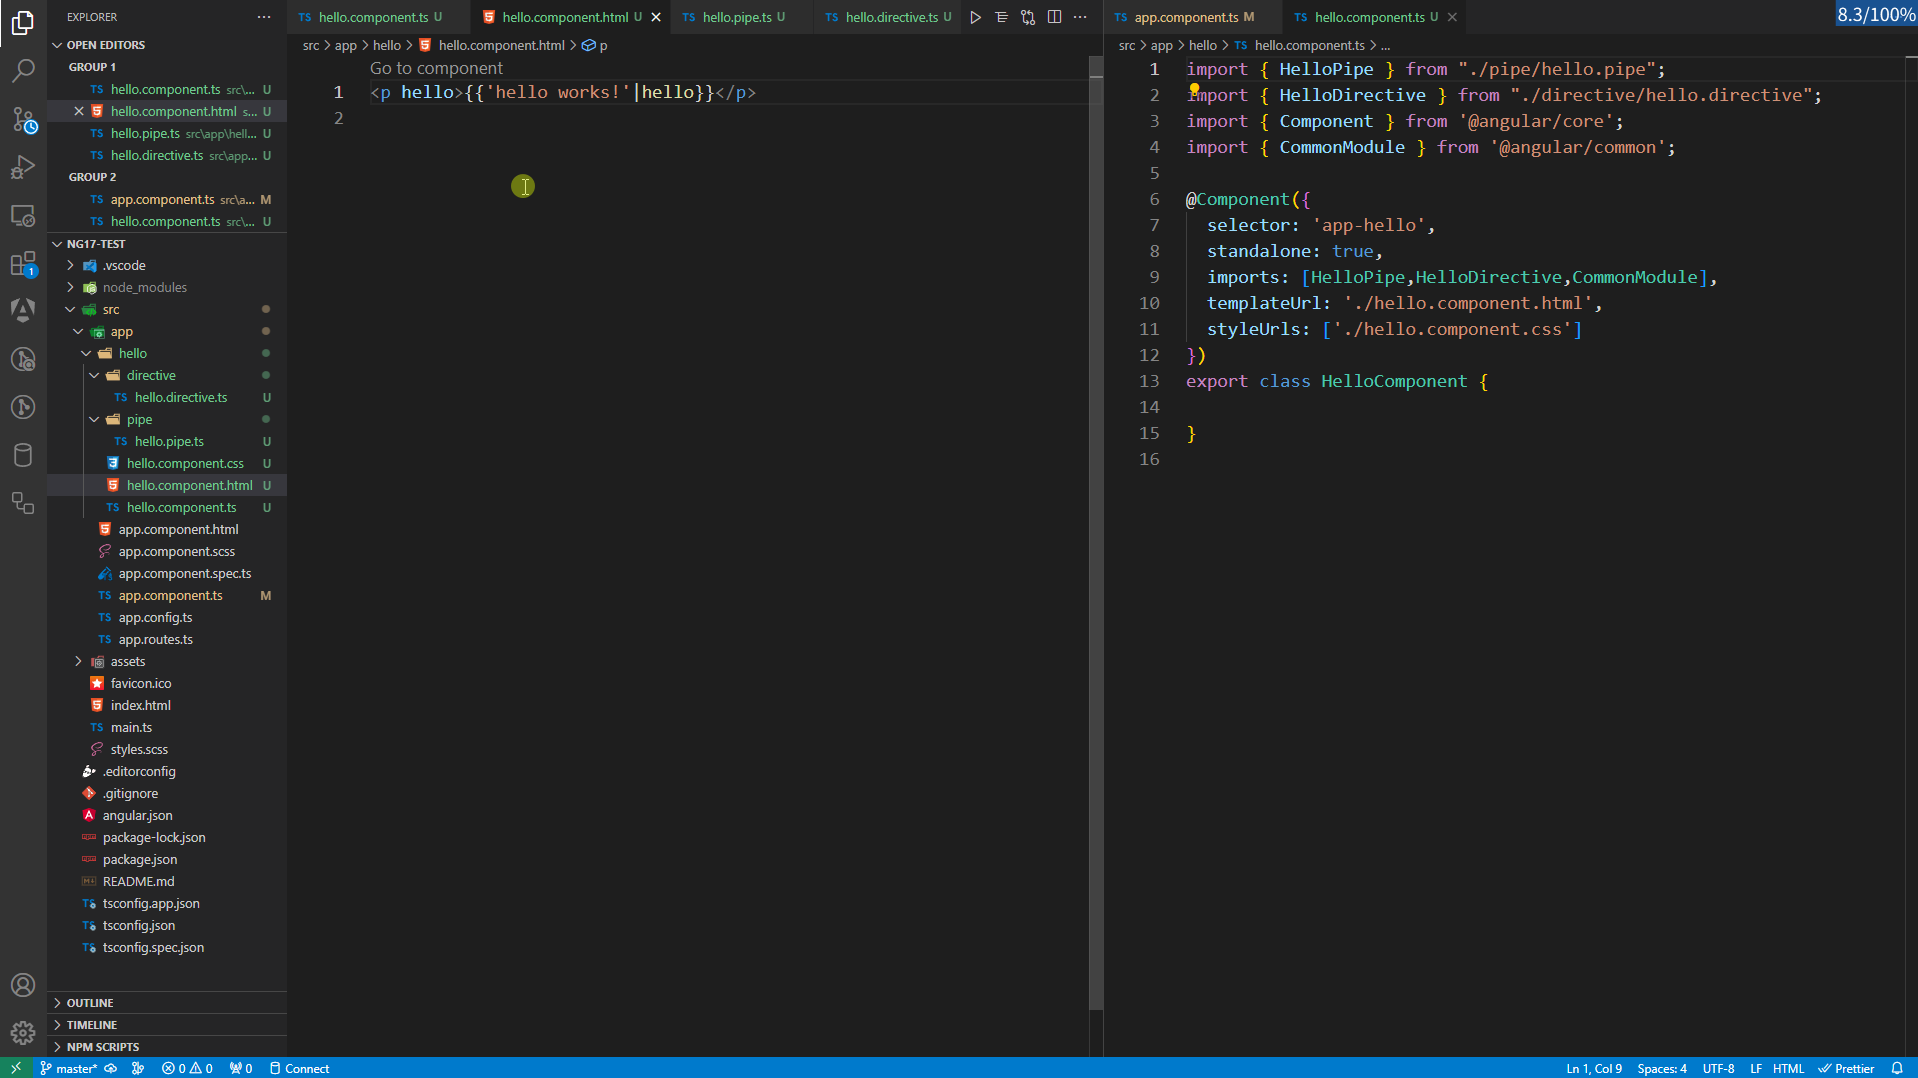 EXPLORER
OPEN EDITORS
GROUP 1
TS hello.component.ts src\... U
hello.component.html s... U
TS hello.pipe.ts src\app\hell... U
TS hello.directive.ts src\app... U
GROUP 2
TS app.component.ts src\a... M
TS hello.component.ts src\... U
NG17-TEST
.vscode
node_modules
src
app
hello
directive
TS hello.directive.ts U
pipe
TS hello.pipe.ts U
hello.component.css U
hello.component.html U
TS hello.component.ts U
app.component.html
app.component.scss
app.component.spec.ts
TS app.component.ts M
TS app.config.ts
TS app.routes.ts
assets
favicon.ico
index.html
TS main.ts
styles.scss
.editorconfig
.gitignore
angular.json
package-lock.json
package.json
README.md
tsconfig.app.json
tsconfig.json
tsconfig.spec.json
OUTLINE
TIMELINE
NPM SCRIPTS
TS hello.component.ts U
hello.component.html U
TS hello.pipe.ts U
TS hello.directive.ts U
src > app > hello > hello.component.html > p
Go to component
1 <p hello>{{'hello works!'|hello}}</p>
2
TS app.component.ts M
TS hello.component.ts U
8.3/100%
src > app > hello > TS hello.component.ts > ...
1 import { HelloPipe } from "./pipe/hello.pipe";
2 import { HelloDirective } from "./directive/hello.directive";
3 import { Component } from '@angular/core';
4 import { CommonModule } from '@angular/common';
5
6 @Component({
7 selector: 'app-hello',
8 standalone: true,
9 imports: [HelloPipe,HelloDirective,CommonModule],
10 templateUrl: './hello.component.html',
11 styleUrls: ['./hello.component.css']
12 })
13 export class HelloComponent {
14
15 }
16
1
master* 0 0 0 Connect
Ln 1, Col 9 Spaces: 4 UTF-8 LF HTML Prettier